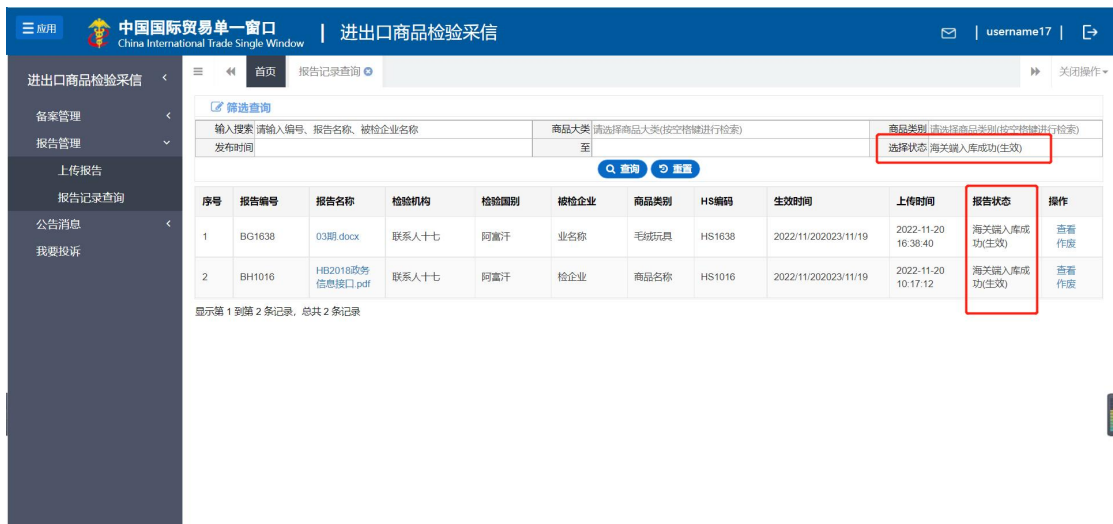 应用
中国国际贸易单一窗口
China International Trade Single Window
进出口商品检验采信
username17
进出口商品检验采信
首页
报告记录查询
关闭操作
备案管理
报告管理
上传报告
报告记录查询
公告消息
我要投诉
筛选查询
输入搜索 请输入编号、报告名称、被检企业名称 商品大类 请选择商品大类(按空格键进行检索) 商品类别 请选择商品类别(按空格键进行检索)
发布时间 至 选择状态 海关端入库成功(生效)
查询 重置
序号 报告编号 报告名称 检验机构 检验国别 被检企业 商品类别 HS编码 生效时间 上传时间 报告状态 操作
1 BG1638 03期.docx 联系人十七 阿富汗 业名称 毛绒玩具 HS1638 2022/11/202023/11/19 2022-11-20 海关端入库成 查看
16:38:40 功(生效) 作废
2 BH1016 HB2018政务 联系人十七 阿富汗 检企业 商品名称 HS1016 2022/11/202023/11/19 2022-11-20 海关端入库成 查看
信息接口.pdf 10:17:12 功(生效) 作废
显示第 1 到第 2 条记录，总共 2 条记录